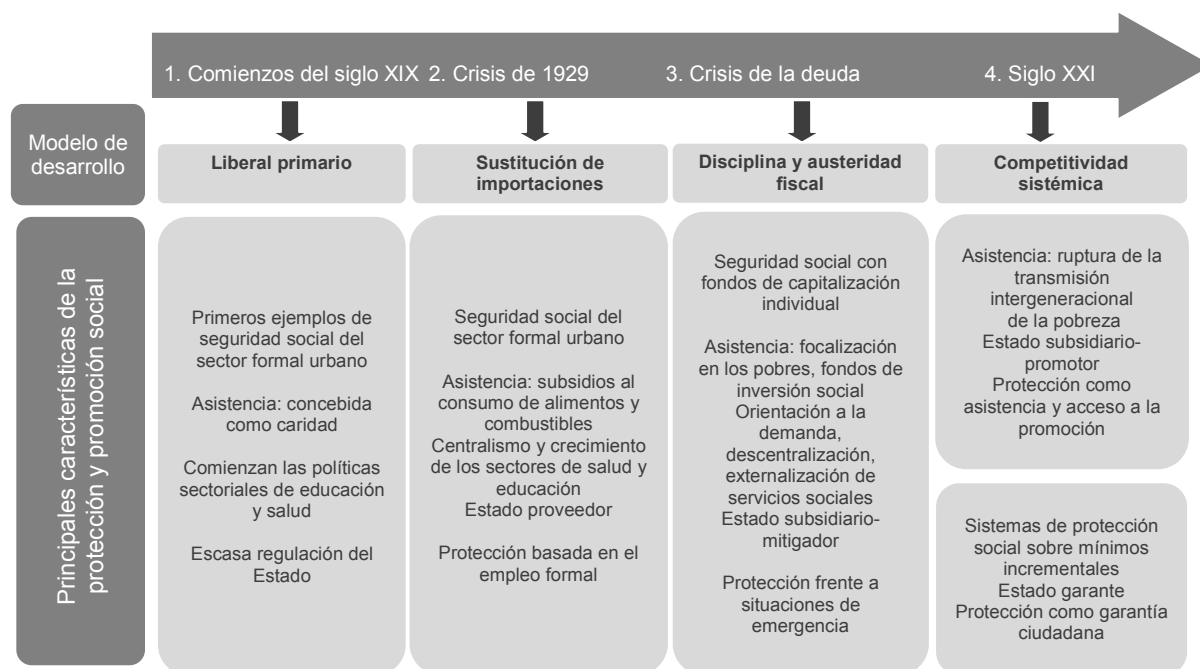 1. Comienzos del siglo XIX
2. Crisis de 1929
3. Crisis de la deuda
4. Siglo XXI
Modelo de
desarrollo
Liberal primario
Sustitución de
importaciones
Disciplina y austeridad
fiscal
Competitividad
sistémica
Principales características de la
protección y promoción social
Primeros ejemplos de
seguridad social del
sector formal urbano
Asistencia: concebida
como caridad
Comienzan las políticas
sectoriales de educación
y salud
Escasa regulación del
Estado
Seguridad social del
sector formal urbano
Asistencia: subsidios al
consumo de alimentos y
combustibles
Centralismo y crecimiento
de los sectores de salud y
educación
Estado proveedor
Protección basada en el
empleo formal
Seguridad social con
fondos de capitalización
individual
Asistencia: focalización
en los pobres, fondos de
inversión social
Orientación a la
demanda,
descentralización,
externalización de
servicios sociales
Estado subsidiario-
mitigador
Protección frente a
situaciones de
emergencia
Asistencia: ruptura de la
transmisión
intergeneracional
de la pobreza
Estado subsidiario-
promotor
Protección como
asistencia y acceso a la
promoción
Sistemas de protección
social sobre mínimos
incrementales
Estado garante
Protección como garantía
ciudadana